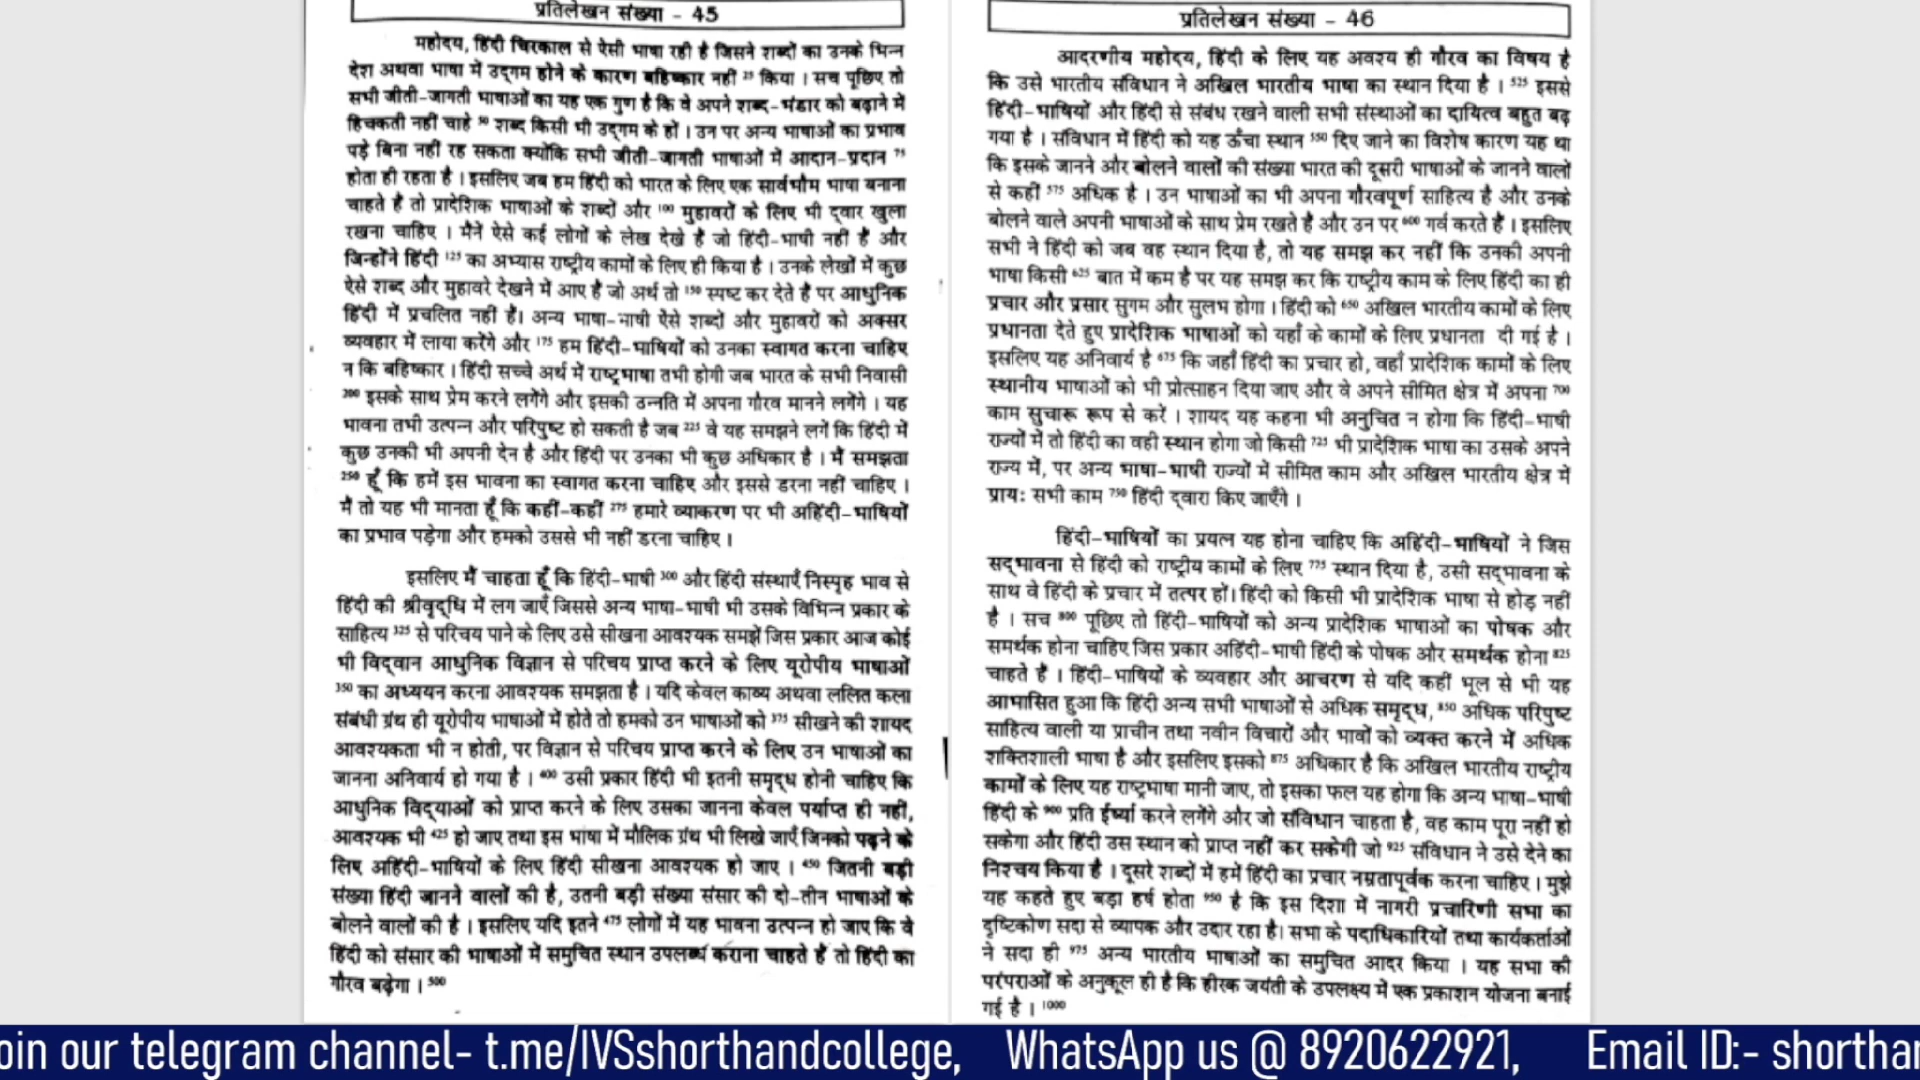 प्रतिलेखन संख्या - 45
महोदय, हिंदी चिरकाल से ऐसी भाषा रही है जिसने शब्दों का उनके भिन्न
देश अथवा भाषा में उद्गम होने के कारण बहिष्कार नहीं 25 किया । सच पूछिए तो
सभी जीती-जागती भाषाओं का यह एक गुण है कि वे अपने शब्द-भंडार को बढ़ाने में
हिचकती नहीं चाहे 50 शब्द किसी भी उद्गम के हों । उन पर अन्य भाषाओं का प्रभाव
पड़े बिना नहीं रह सकता क्योंकि सभी जीती-जागती भाषाओं में आदान-प्रदान 75
होता ही रहता है । इसलिए जब हम हिंदी को भारत के लिए एक सार्वभौम भाषा बनाना
चाहते हैं तो प्रादेशिक भाषाओं के शब्दों और 100 मुहावरों के लिए भी द्वार खुला
रखना चाहिए । मैनें ऐसे कई लोगों के लेख देखे हैं जो हिंदी-भाषी नहीं हैं और
जिन्होंने हिंदी 125 का अभ्यास राष्ट्रीय कामों के लिए ही किया है । उनके लेखों में कुछ
ऐसे शब्द और मुहावरे देखने में आए हैं जो अर्थ तो 150 स्पष्ट कर देते हैं पर आधुनिक
हिंदी में प्रचलित नहीं हैं। अन्य भाषा-भाषी ऐसे शब्दों और मुहावरों को अक्सर
व्यवहार में लाया करेंगे और 175 हम हिंदी-भाषियों को उनका स्वागत करना चाहिए
न कि बहिष्कार । हिंदी सच्चे अर्थ में राष्ट्रभाषा तभी होगी जब भारत के सभी निवासी
200 इसके साथ प्रेम करने लगेंगे और इसकी उन्नति में अपना गौरव मानने लगेंगे । यह
भावना तभी उत्पन्न और परिपुष्ट हो सकती है जब 225 वे यह समझने लगें कि हिंदी में
कुछ उनकी भी अपनी देन है और हिंदी पर उनका भी कुछ अधिकार है । मैं समझता
250 हूँ कि हमें इस भावना का स्वागत करना चाहिए और इससे डरना नहीं चाहिए ।
मैं तो यह भी मानता हूँ कि कहीं-कहीं 275 हमारे व्याकरण पर भी अहिंदी-भाषियों
का प्रभाव पड़ेगा और हमको उससे भी नहीं डरना चाहिए ।
इसलिए मैं चाहता हूँ कि हिंदी-भाषी 300 और हिंदी संस्थाएँ निस्पृह भाव से
हिंदी की श्रीवृद्धि में लग जाएँ जिससे अन्य भाषा-भाषी भी उसके विभिन्न प्रकार के
साहित्य 325 से परिचय पाने के लिए उसे सीखना आवश्यक समझें जिस प्रकार आज कोई
भी विद्वान आधुनिक विज्ञान से परिचय प्राप्त करने के लिए यूरोपीय भाषाओं
350 का अध्ययन करना आवश्यक समझता है । यदि केवल काव्य अथवा ललित कला
संबंधी ग्रंथ ही यूरोपीय भाषाओं में होते तो हमको उन भाषाओं को 375 सीखने की शायद
आवश्यकता भी न होती, पर विज्ञान से परिचय प्राप्त करने के लिए उन भाषाओं का
जानना अनिवार्य हो गया है । 400 उसी प्रकार हिंदी भी इतनी समृद्ध होनी चाहिए कि
आधुनिक विद्याओं को प्राप्त करने के लिए उसका जानना केवल पर्याप्त ही नहीं,
आवश्यक भी 425 हो जाए तथा इस भाषा में मौलिक ग्रंथ भी लिखे जाएँ जिनको पढ़ने के
लिए अहिंदी-भाषियों के लिए हिंदी सीखना आवश्यक हो जाए । 450 जितनी बड़ी
संख्या हिंदी जानने वालों की है, उतनी बड़ी संख्या संसार की दो-तीन भाषाओं के
बोलने वालों की है । इसलिए यदि इतने 475 लोगों में यह भावना उत्पन्न हो जाए कि वे
हिंदी को संसार की भाषाओं में समुचित स्थान उपलब्ध कराना चाहते हैं तो हिंदी का
गौरव बढ़ेगा । 500
प्रतिलेखन संख्या - 46
आदरणीय महोदय, हिंदी के लिए यह अवश्य ही गौरव का विषय है
कि उसे भारतीय संविधान ने अखिल भारतीय भाषा का स्थान दिया है । 525 इससे
हिंदी-भाषियों और हिंदी से संबंध रखने वाली सभी संस्थाओं का दायित्व बहुत बढ़
गया है । संविधान में हिंदी को यह ऊँचा स्थान 550 दिए जाने का विशेष कारण यह था
कि इसके जानने और बोलने वालों की संख्या भारत की दूसरी भाषाओं के जानने वालों
से कहीं 575 अधिक है । उन भाषाओं का भी अपना गौरवपूर्ण साहित्य है और उनके
बोलने वाले अपनी भाषाओं के साथ प्रेम रखते हैं और उन पर 600 गर्व करते हैं । इसलिए
सभी ने हिंदी को जब वह स्थान दिया है, तो यह समझ कर नहीं कि उनकी अपनी
भाषा किसी 625 बात में कम है पर यह समझ कर कि राष्ट्रीय काम के लिए हिंदी का ही
प्रचार और प्रसार सुगम और सुलभ होगा । हिंदी को 650 अखिल भारतीय कामों के लिए
प्रधानता देते हुए प्रादेशिक भाषाओं को यहाँ के कामों के लिए प्रधानता दी गई है ।
इसलिए यह अनिवार्य है 675 कि जहाँ हिंदी का प्रचार हो, वहाँ प्रादेशिक कामों के लिए
स्थानीय भाषाओं को भी प्रोत्साहन दिया जाए और वे अपने सीमित क्षेत्र में अपना 700
काम सुचारू रूप से करें । शायद यह कहना भी अनुचित न होगा कि हिंदी-भाषी
राज्यों में तो हिंदी का वही स्थान होगा जो किसी 725 भी प्रादेशिक भाषा का उसके अपने
राज्य में, पर अन्य भाषा-भाषी राज्यों में सीमित काम और अखिल भारतीय क्षेत्र में
प्रायः सभी काम 750 हिंदी द्वारा किए जाएँगे ।
हिंदी-भाषियों का प्रयत्न यह होना चाहिए कि अहिंदी-भाषियों ने जिस
सद्भावना से हिंदी को राष्ट्रीय कामों के लिए 775 स्थान दिया है, उसी सद्भावना के
साथ वे हिंदी के प्रचार में तत्पर हों। हिंदी को किसी भी प्रादेशिक भाषा से होड़ नहीं
है । सच 800 पूछिए तो हिंदी-भाषियों को अन्य प्रादेशिक भाषाओं का पोषक और
समर्थक होना चाहिए जिस प्रकार अहिंदी-भाषी हिंदी के पोषक और समर्थक होना 825
चाहते हैं । हिंदी-भाषियों के व्यवहार और आचरण से यदि कहीं भूल से भी यह
आभासित हुआ कि हिंदी अन्य सभी भाषाओं से अधिक समृद्ध, 850 अधिक परिपुष्ट
साहित्य वाली या प्राचीन तथा नवीन विचारों और भावों को व्यक्त करने में अधिक
शक्तिशाली भाषा है और इसलिए इसको 875 अधिकार है कि अखिल भारतीय राष्ट्रीय
कामों के लिए यह राष्ट्रभाषा मानी जाए, तो इसका फल यह होगा कि अन्य भाषा-भाषी
हिंदी के 900 प्रति ईर्ष्या करने लगेंगे और जो संविधान चाहता है, वह काम पूरा नहीं हो
सकेगा और हिंदी उस स्थान को प्राप्त नहीं कर सकेगी जो 925 संविधान ने उसे देने का
निश्चय किया है । दूसरे शब्दों में हमें हिंदी का प्रचार नम्रतापूर्वक करना चाहिए । मुझे
यह कहते हुए बड़ा हर्ष होता 950 है कि इस दिशा में नागरी प्रचारिणी सभा का
दृष्टिकोण सदा से व्यापक और उदार रहा है। सभा के पदाधिकारियों तथा कार्यकर्ताओं
ने सदा ही 975 अन्य भारतीय भाषाओं का समुचित आदर किया । यह सभा की
परंपराओं के अनुकूल ही है कि हीरक जयंती के उपलक्ष्य में एक प्रकाशन योजना बनाई
गई है । 1000
oin our telegram channel- t.me/IVSshorthandcollege, WhatsApp us @ 8920622921, Email ID:- shorthan